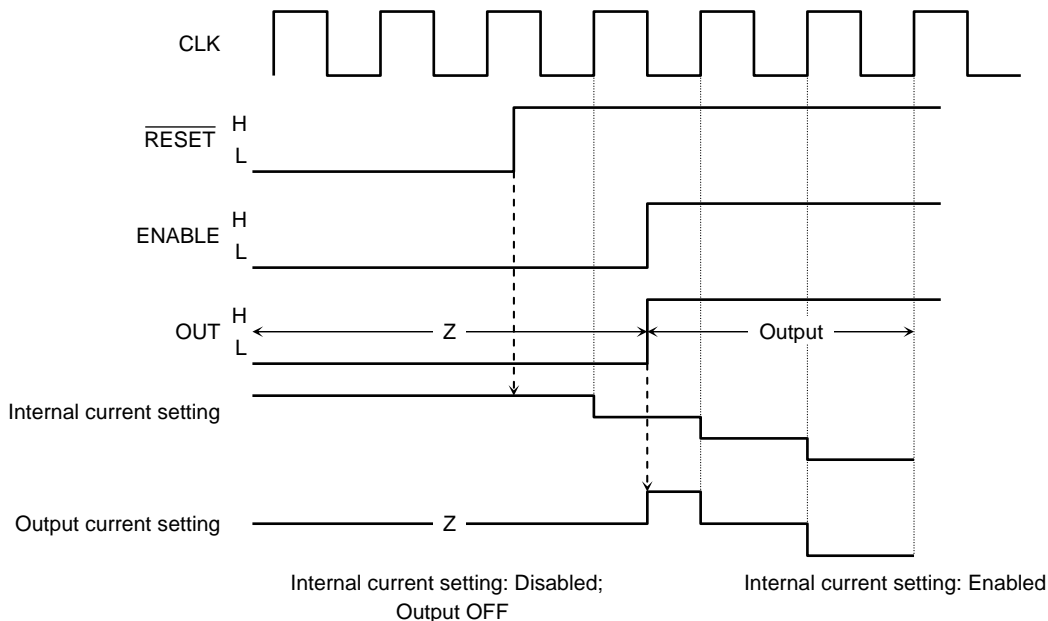 CLK
RESET
H
L
ENABLE
H
L
OUT
H
L
Z
Output
Internal current setting
Output current setting
Z
Internal current setting: Disabled;
Output OFF
Internal current setting: Enabled